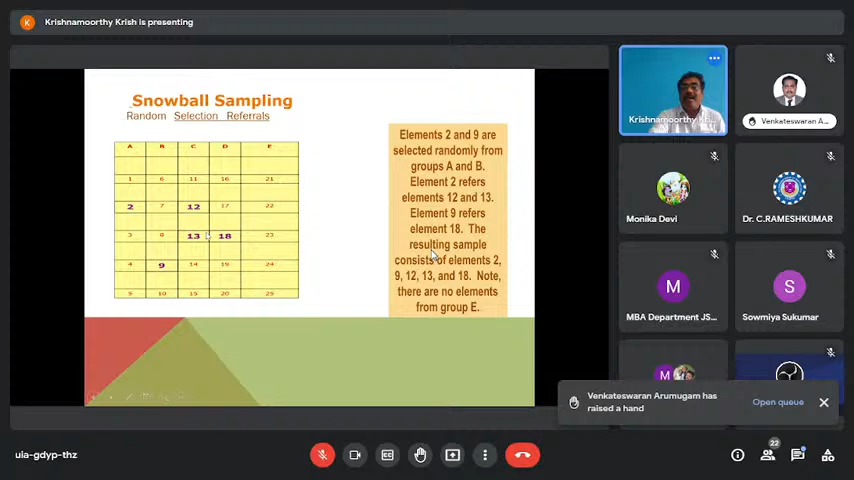 K Krishnamoorthy Krish is presenting
Snowball Sampling
Random Selection Referrals
A B C D E
1 6 11 16 21
2 7 12 17 22
3 8 13 18 23
4 9 14 19 24
5 10 15 20 25
Elements 2 and 9 are
selected randomly from
groups A and B.
Element 2 refers
elements 12 and 13.
Element 9 refers
element 18. The
resulting sample
consists of elements 2,
9, 12, 13, and 18. Note,
there are no elements
from group E.
Krishnamoorthy Kri...
Venkateswaran A...
Monika Devi
Dr. C.RAMESHKUMAR
M
MBA Department JS...
S
Sowmiya Sukumar
M
Venkateswaran Arumugam has
raised a hand
Open queue
uia-gdyp-thz
22